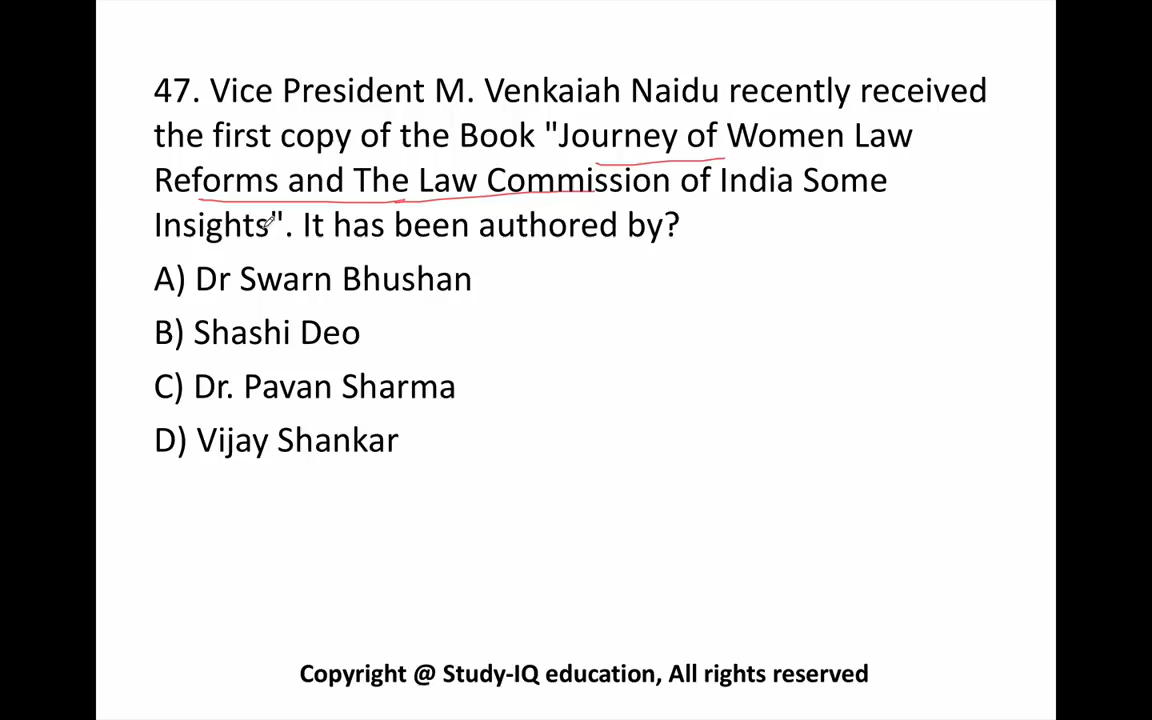 47. Vice President M. Venkaiah Naidu recently received
the first copy of the Book "Journey of Women Law
Reforms and The Law Commission of India Some
Insights". It has been authored by?
A) Dr Swarn Bhushan
B) Shashi Deo
C) Dr. Pavan Sharma
D) Vijay Shankar
Copyright @ Study-IQ education, All rights reserved